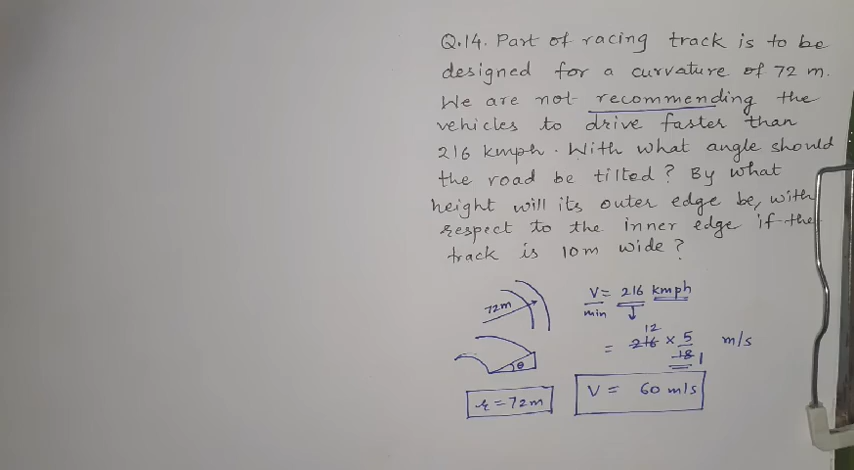 Q.14. Part of racing track is to be
designed for a curvature of 72 m.
We are not recommending the
vehicles to drive faster than
216 kmph. With what angle should
the road be tilted? By what
height will its outer edge be, with
respect to the inner edge if the
track is 10m wide?
72m
V = 216 kmph
min
12
= 216 × 5 m/s
18 1
θ
r = 72m
V = 60 m/s